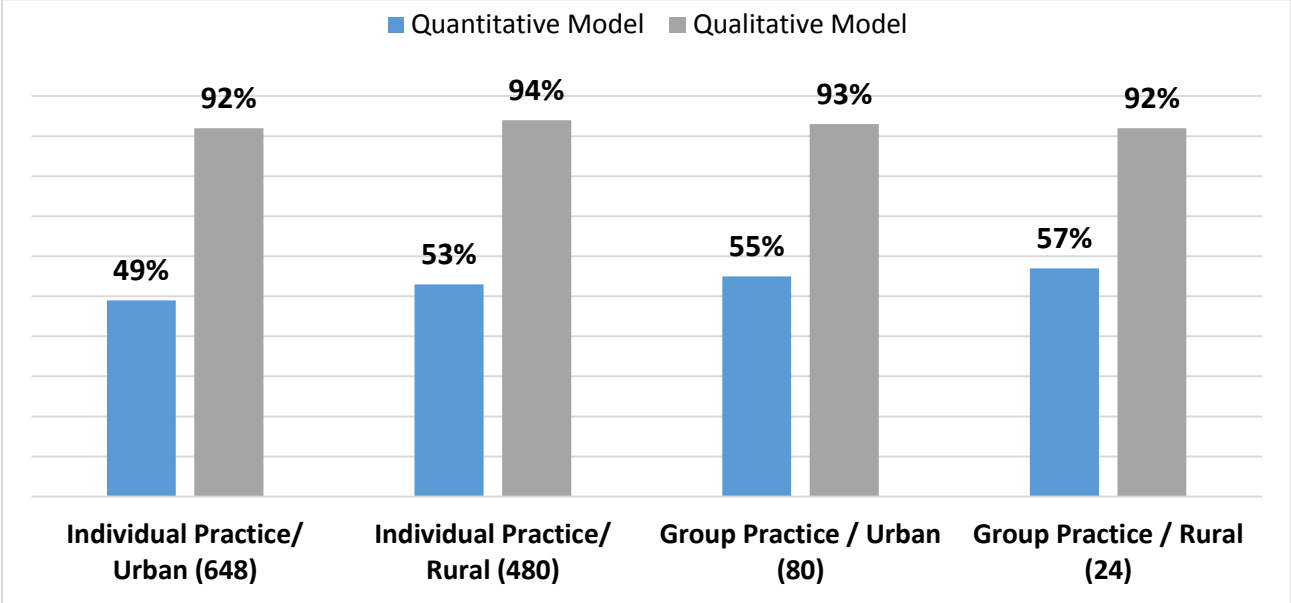 Quantitative Model Qualitative Model
92% 94% 93% 92%
49% 53% 55% 57%
Individual Practice/ Individual Practice/ Group Practice / Urban Group Practice / Rural
Urban (648) Rural (480) (80) (24)